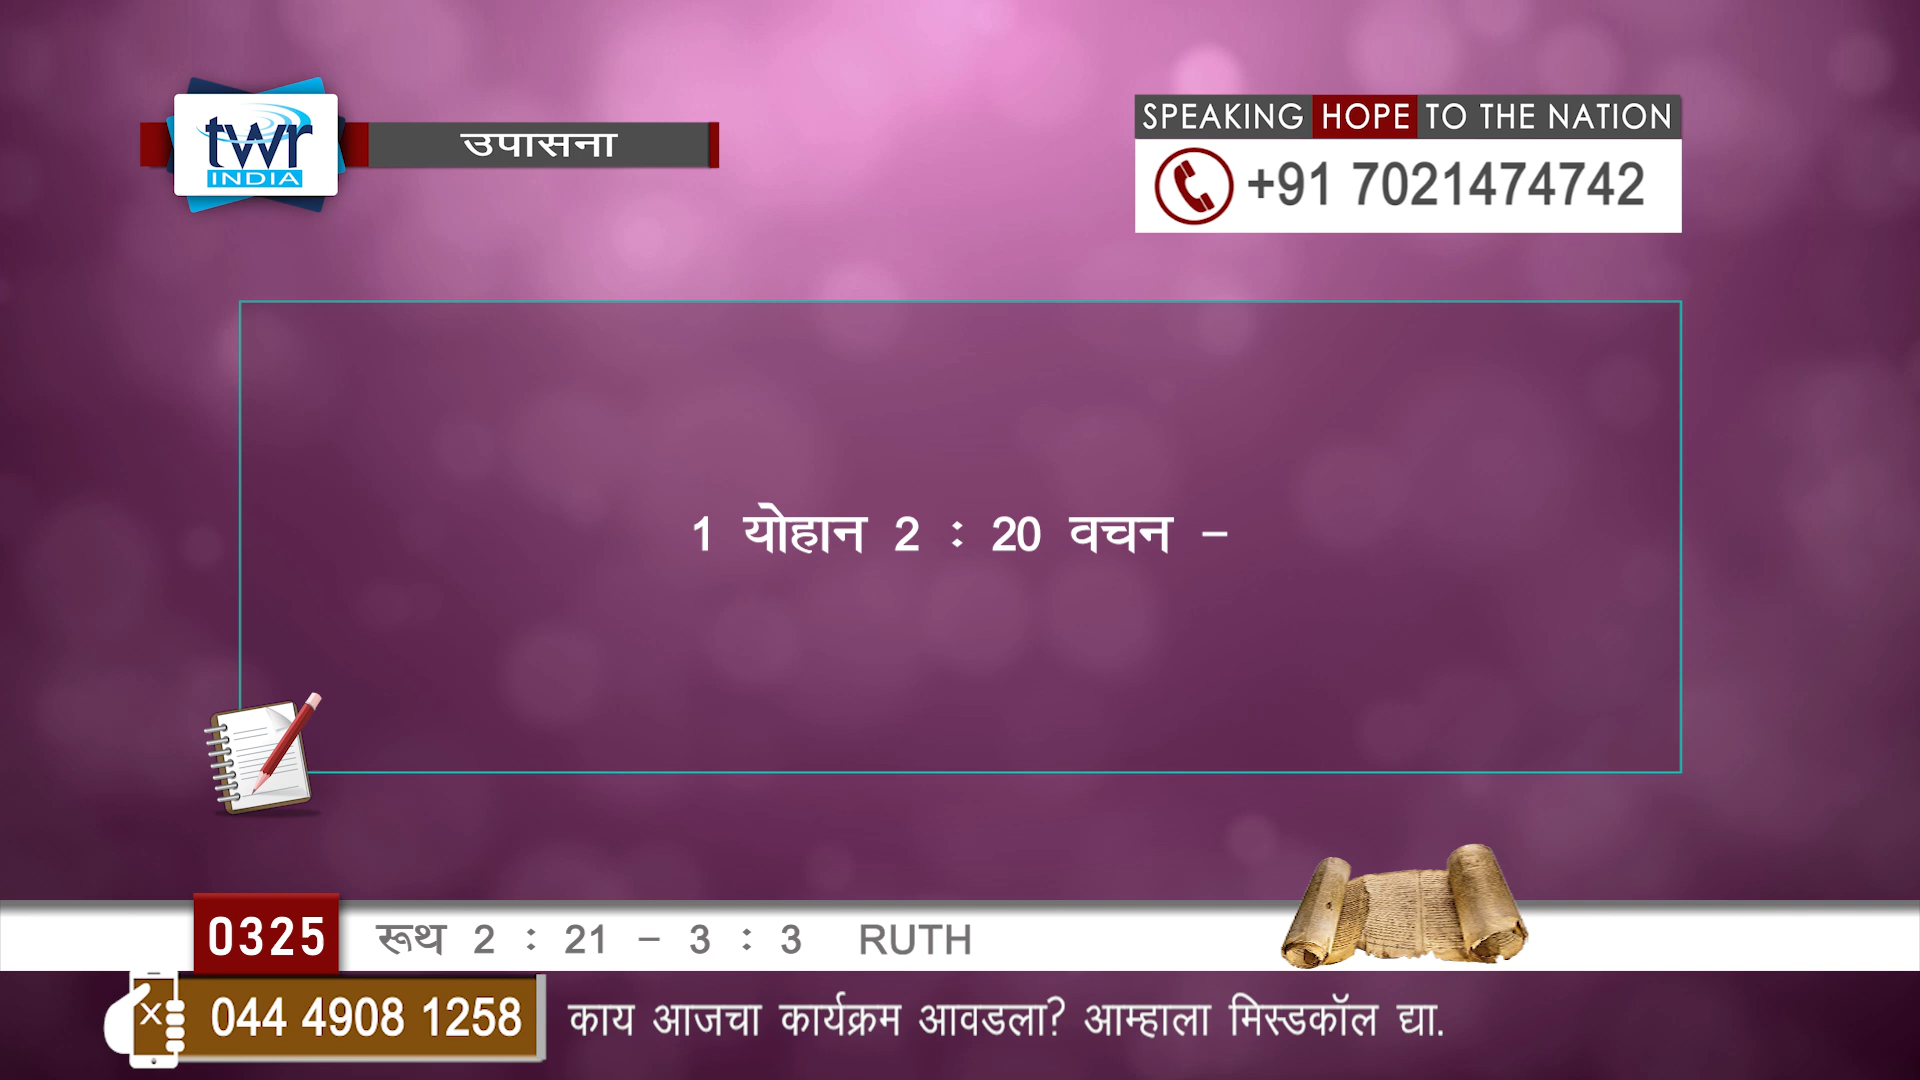 twr
INDIA
उपासना
SPEAKING HOPE TO THE NATION
+91 7021474742
1 योहान 2 : 20 वचन -
0325 रूथ 2 : 21 - 3 : 3 RUTH
044 4908 1258 काय आजचा कार्यक्रम आवडला? आम्हाला मिस्डकॉल द्या.